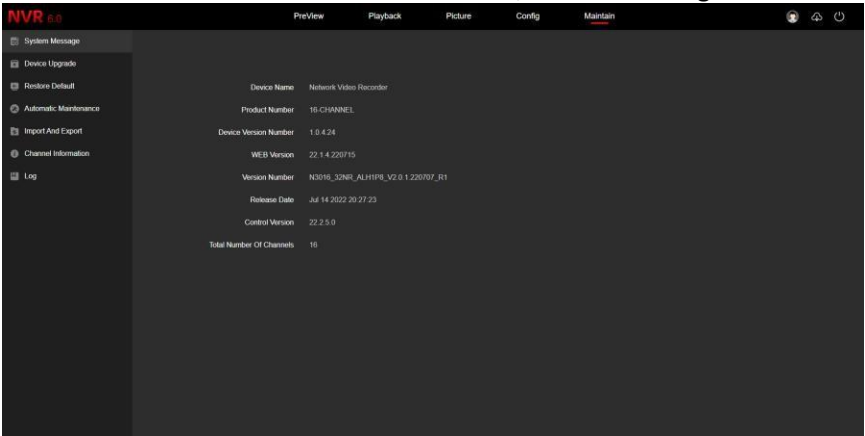 NVR 6.0
PreView Playback Picture Config Maintain
System Message
Device Upgrade
Restore Default
Automatic Maintenance
Import And Export
Channel Information
Log
Device Name Network Video Recorder
Product Number 16-CHANNEL
Device Version Number 1.0.4.24
WEB Version 22.1.4.220715
Version Number N3016_32NR_ALH1P8_V2.0.1.220707_R1
Release Date Jul 14 2022 20:27:23
Control Version 22.2.5.0
Total Number Of Channels 16